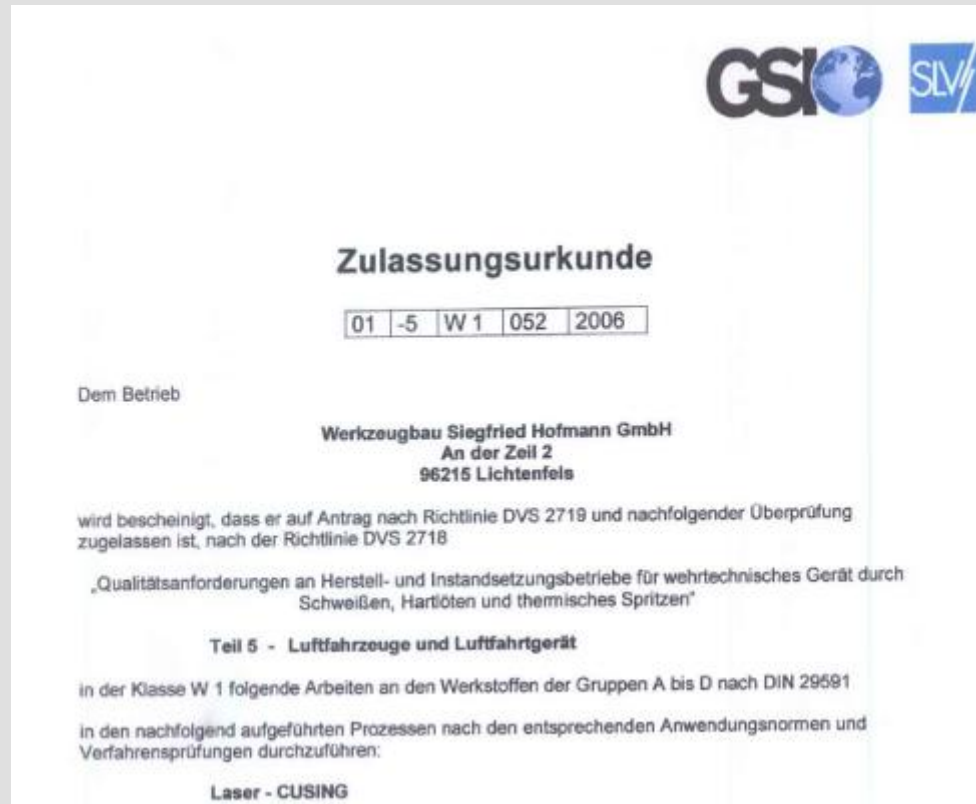 GSI SLV
Zulassungsurkunde
01 -5 W 1 052 2006
Dem Betrieb
Werkzeugbau Siegfried Hofmann GmbH
An der Zeil 2
96215 Lichtenfels
wird bescheinigt, dass er auf Antrag nach Richtlinie DVS 2719 und nachfolgender Überprüfung
zugelassen ist, nach der Richtlinie DVS 2718
„Qualitätsanforderungen an Herstell- und Instandsetzungsbetriebe für wehrtechnisches Gerät durch
Schweißen, Hartlöten und thermisches Spritzen"
Teil 5 - Luftfahrzeuge und Luftfahrtgerät
in der Klasse W 1 folgende Arbeiten an den Werkstoffen der Gruppen A bis D nach DIN 29591
in den nachfolgend aufgeführten Prozessen nach den entsprechenden Anwendungsnormen und
Verfahrensprüfungen durchzuführen:
Laser - CUSING